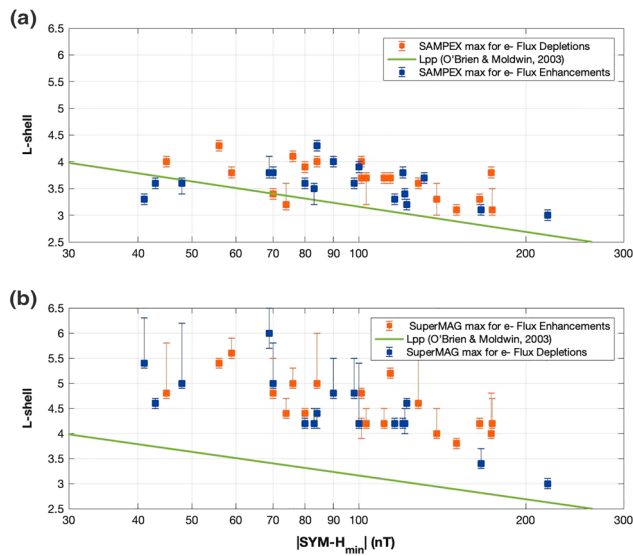 (a)
6.5
6
5.5
5
4.5
4
3.5
3
2.5
L-shell
SAMPEX max for e- Flux Depletions
Lpp (O'Brien & Moldwin, 2003)
SAMPEX max for e- Flux Enhancements
30 40 50 60 70 80 90 100 200 300
(b)
6.5
6
5.5
5
4.5
4
3.5
3
2.5
L-shell
SuperMAG max for e- Flux Enhancements
Lpp (O'Brien & Moldwin, 2003)
SuperMAG max for e- Flux Depletions
30 40 50 60 70 80 90 100 200 300
|SYM-Hmin| (nT)